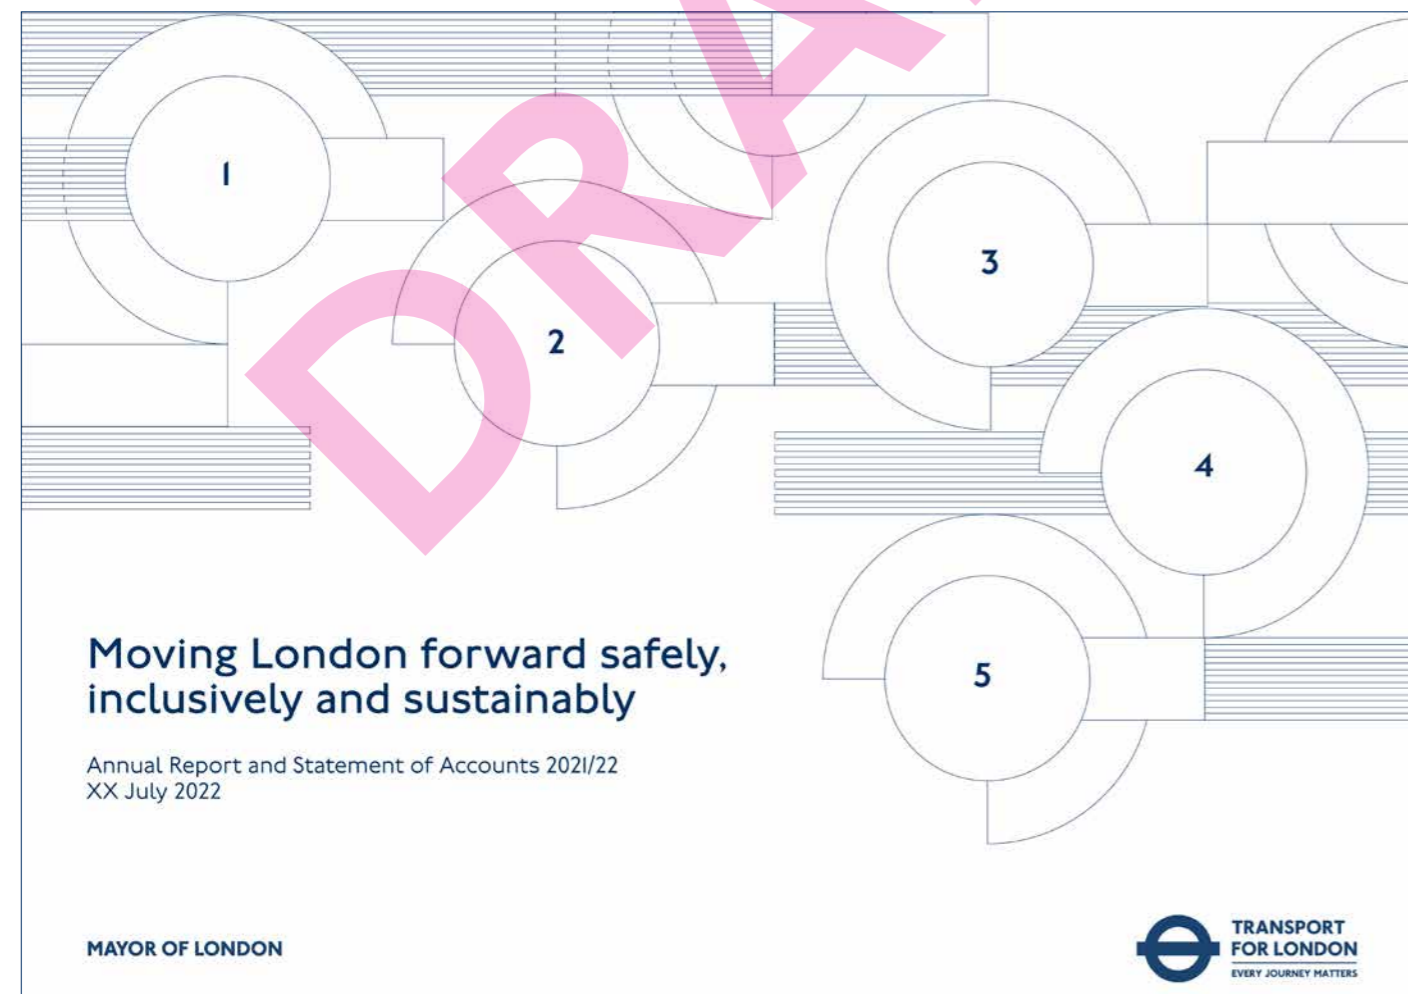 1
2
3
4
5
DRA
Moving London forward safely,
inclusively and sustainably
Annual Report and Statement of Accounts 2021/22
XX July 2022
MAYOR OF LONDON
TRANSPORT
FOR LONDON
EVERY JOURNEY MATTERS